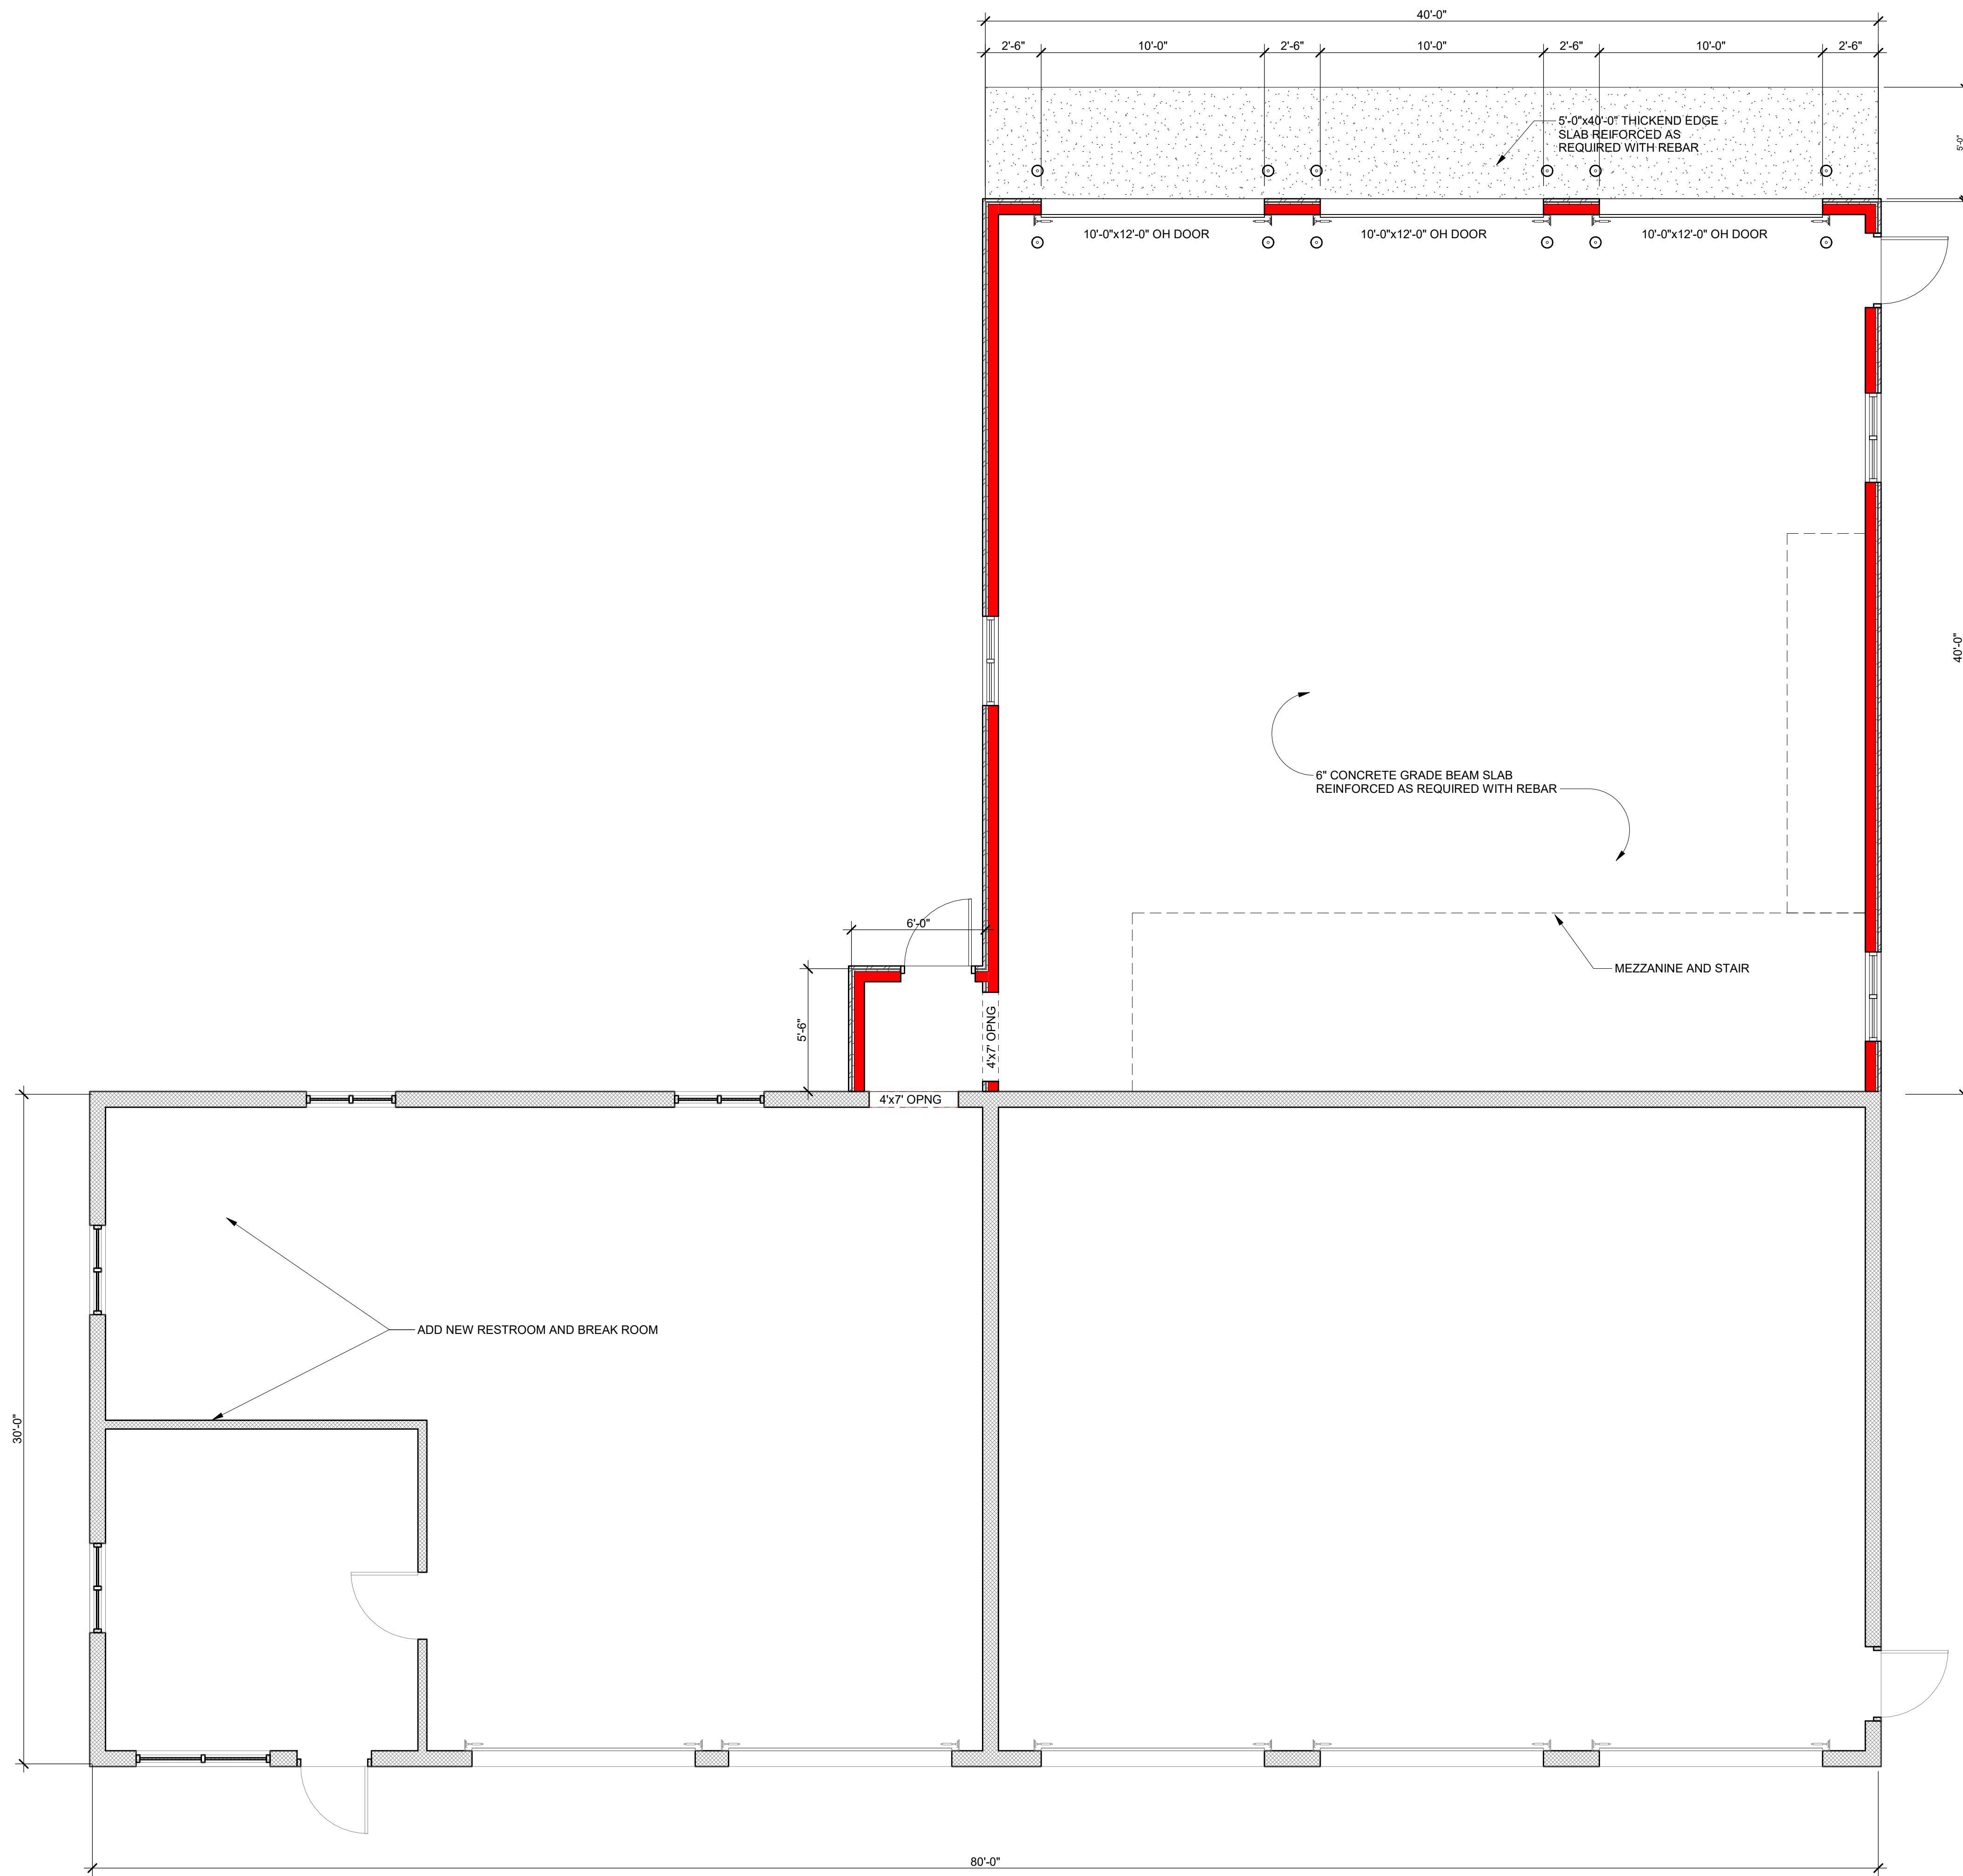 40'-0"
2'-6"
10'-0"
2'-6"
10'-0"
2'-6"
10'-0"
2'-6"
5'-0"x40'-0" THICKEND EDGE
SLAB REIFORCED AS
REQUIRED WITH REBAR
5'-0"
10'-0"x12'-0" OH DOOR
10'-0"x12'-0" OH DOOR
10'-0"x12'-0" OH DOOR
40'-0"
6" CONCRETE GRADE BEAM SLAB
REINFORCED AS REQUIRED WITH REBAR
6'-0"
MEZZANINE AND STAIR
5'-6"
4'x7' OPNG
4'x7' OPNG
ADD NEW RESTROOM AND BREAK ROOM
30'-0"
80'-0"